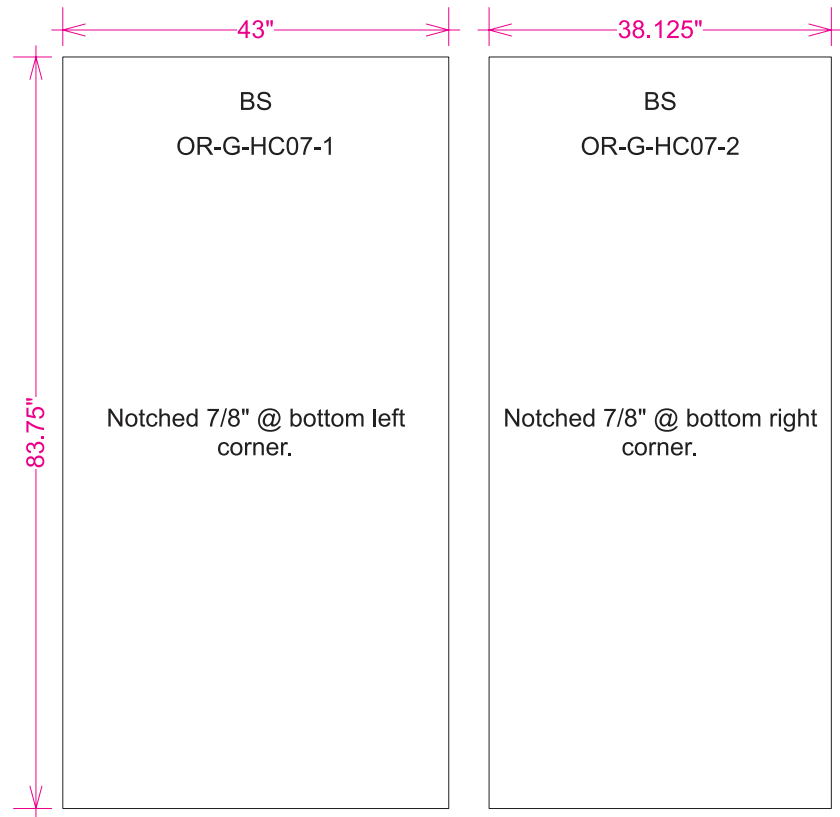 43"
38.125"
83.75"
BS
OR-G-HC07-1
Notched 7/8" @ bottom left
corner.
BS
OR-G-HC07-2
Notched 7/8" @ bottom right
corner.